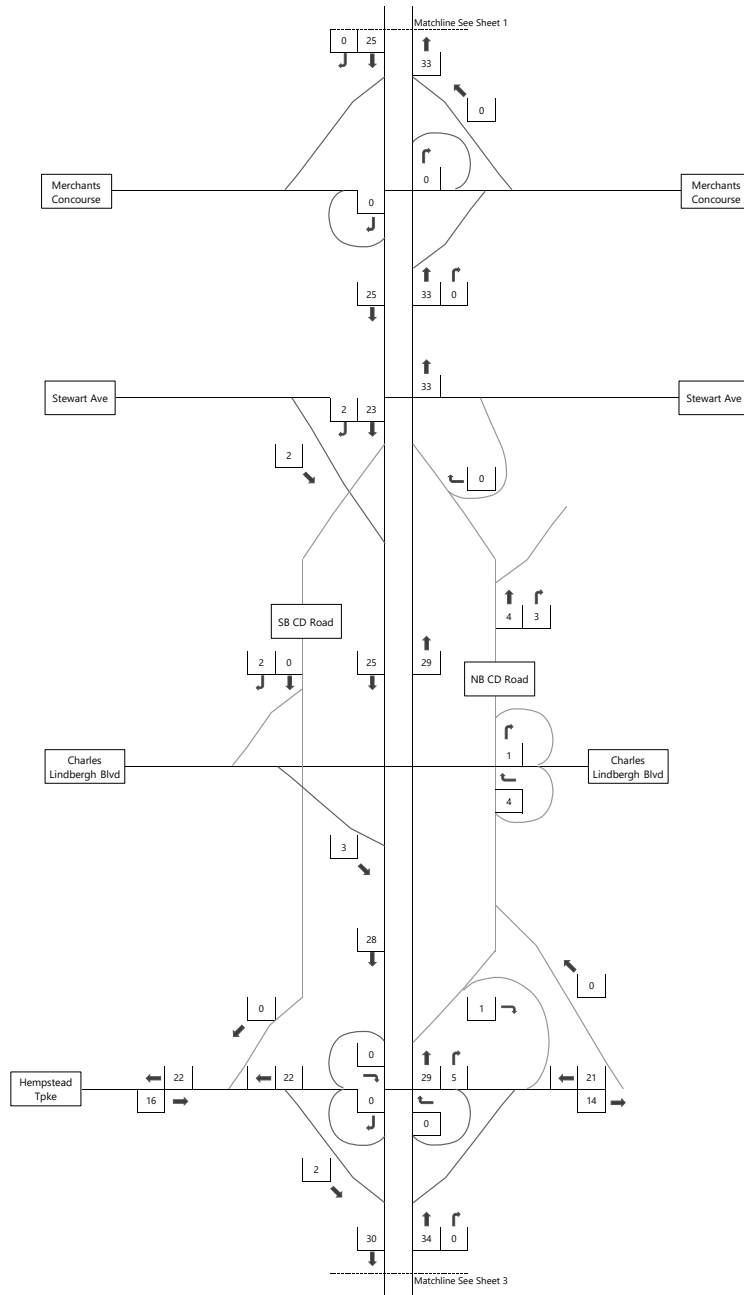 Matchline See Sheet 1
0 25
33
0
0
Merchants
Concourse
0
Merchants
Concourse
25
33 0
33
Stewart Ave
2 23
Stewart Ave
2
0
4 3
SB CD Road
2 0
25
29
NB CD Road
1
Charles
Lindbergh Blvd
Charles
Lindbergh Blvd
4
3
28
0
0
1
0
22
22
29 5
21
Hempstead
Tpke
16
0
14
0
2
30
34 0
Matchline See Sheet 3